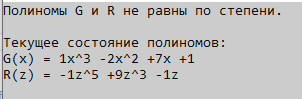 Полиномы G и R не равны по степени.
Текущее состояние полиномов:
G(x) = 1x^3 -2x^2 +7x +1
R(z) = -1z^5 +9z^3 -1z